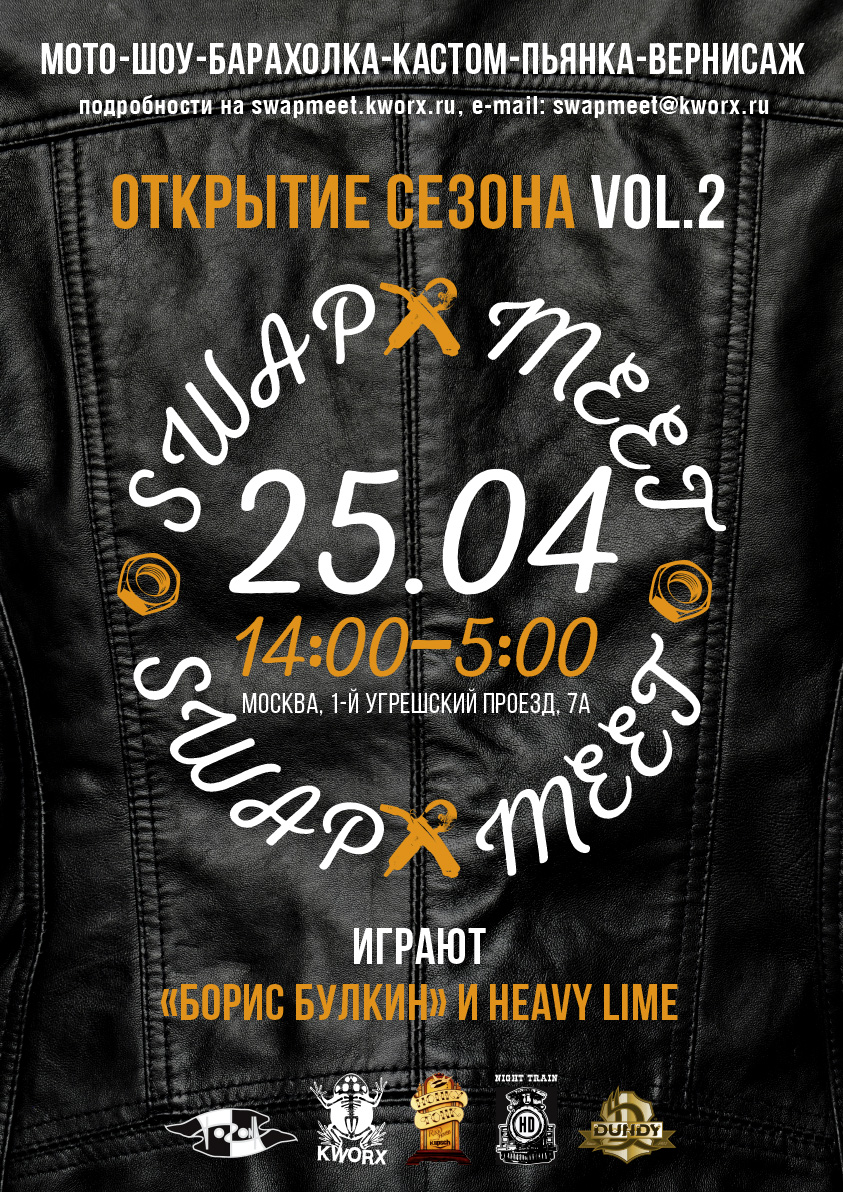 МОТО-ШОУ-БАРАХОЛКА-КАСТОМ-ПЬЯНКА-ВЕРНИСАЖ
подробности на swapmeet.kworx.ru, e-mail: swapmeet@kworx.ru
ОТКРЫТИЕ СЕЗОНА VOL.2
SWAP MEET
25.04
14:00-5:00
МОСКВА, 1-Й УГРЕШСКИЙ ПРОЕЗД, 7А
SWAP MEET
ИГРАЮТ
«БОРИС БУЛКИН» И HEAVY LIME
KWORX
HONKY
TONK
NIGHT TRAIN
HD
DUNDY